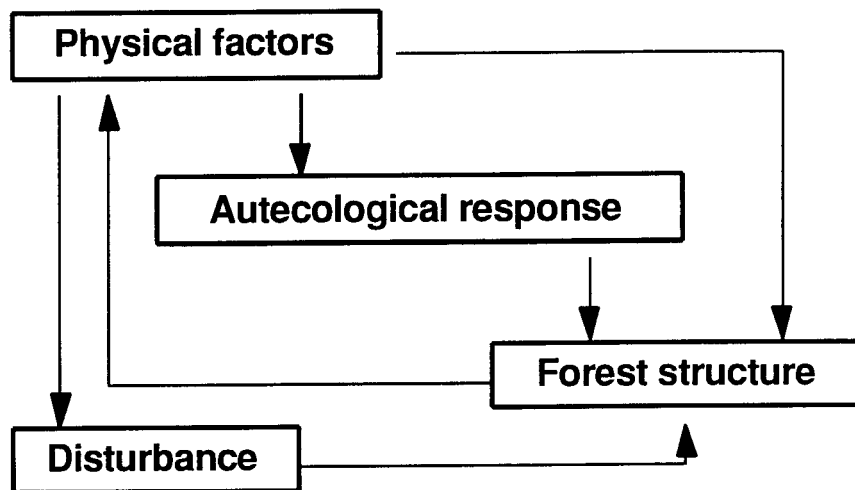 Physical factors
Autecological response
Forest structure
Disturbance